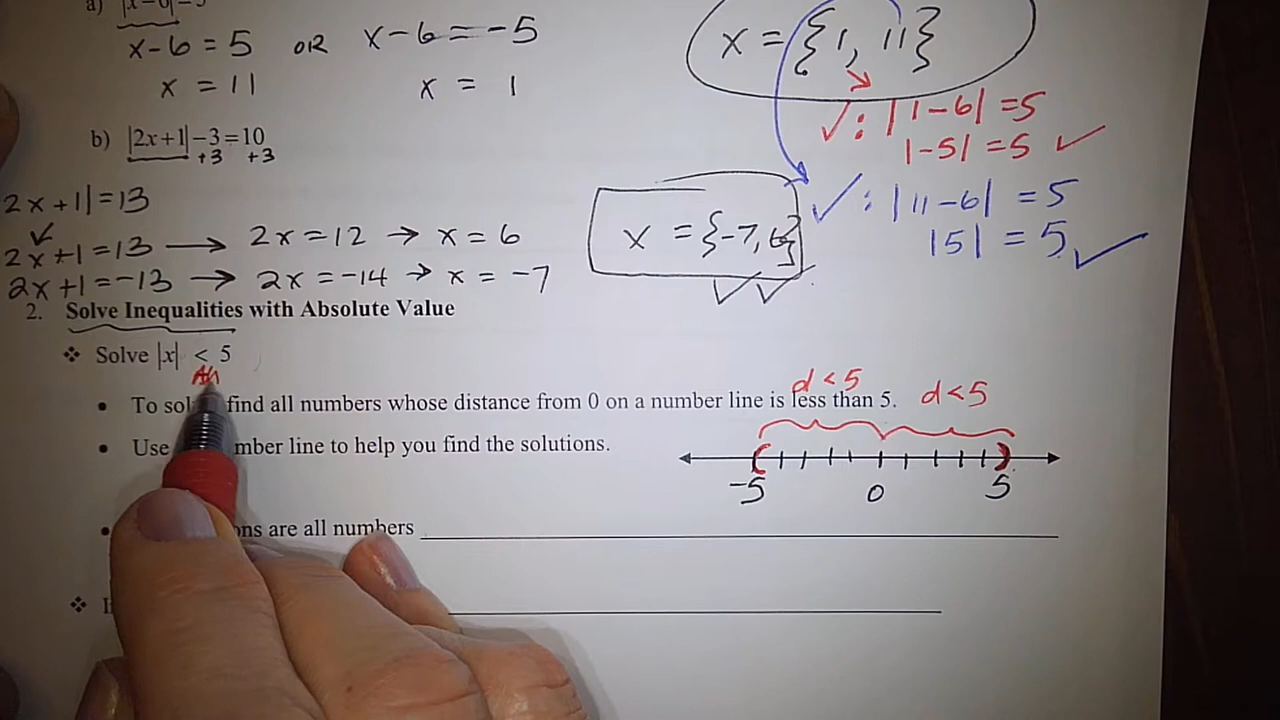 a) |x-6|=5
x-6 = 5 OR x-6 = -5
x = 11 x = 1
x = {1, 11}
✓: |1-6| = 5
|-5| = 5 ✓
b) |2x+1|-3=10
+3 +3
2x+1|=13
2x+1=13 → 2x=12 → x=6
2x+1=-13 → 2x=-14 → x=-7
x = {-7, 6}
✓: |11-6| = 5
|5| = 5 ✓
2. Solve Inequalities with Absolute Value
❖ Solve |x| < 5
• To find all numbers whose distance from 0 on a number line is less than 5.
d<5 d<5
• Use mber line to help you find the solutions.
-5 0 5
• ons are all numbers
❖